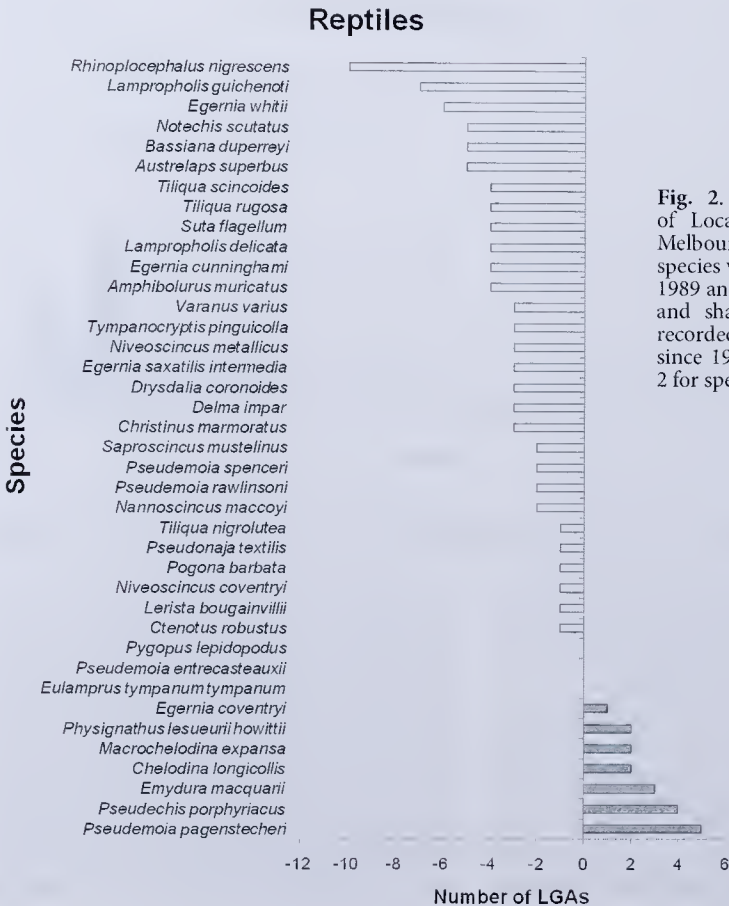 Reptiles
Rhinoplocephalus nigrescens
Lampropholis guichenoti
Egernia whitii
Notechis scutatus
Bassiana duperreyi
Austrelaps superbus
Tiliqua scincoides
Tiliqua rugosa
Suta flagellum
Lampropholis delicata
Egernia cunninghami
Amphibolurus muricatus
Varanus varius
Tympanocryptis pinguicolla
Niveoscincus metallicus
Egernia saxatilis intermedia
Drysdalia coronoides
Delma impar
Christinus marmoratus
Saproscincus mustelinus
Pseudemoia spenceri
Pseudemoia rawlinsoni
Nannoscincus maccoyi
Tiliqua nigrolutea
Pseudonaja textilis
Pogona barbata
Niveoscincus coventryi
Lerista bougainvillii
Ctenotus robustus
Pygopus lepidopodus
Pseudemoia entrecasteauxii
Eulamprus tympanum tympanum
Egernia coventryi
Physignathus lesueurii howittii
Macrochelodina expansa
Chelodina longicollis
Emydura macquarii
Pseudechis porphyriacus
Pseudemoia pagenstecheri
Species
-12 -10 -8 -6 -4 -2 0 2 4 6
Number of LGAs
Fig. 2.
of Loca
Melbou
species
1989 an
and sha
recorded
since 19
2 for spe